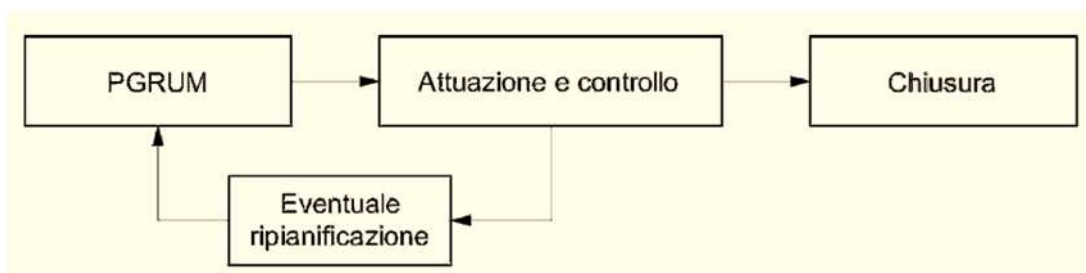 PGRUM
Attuazione e controllo
Chiusura
Eventuale
ripianificazione